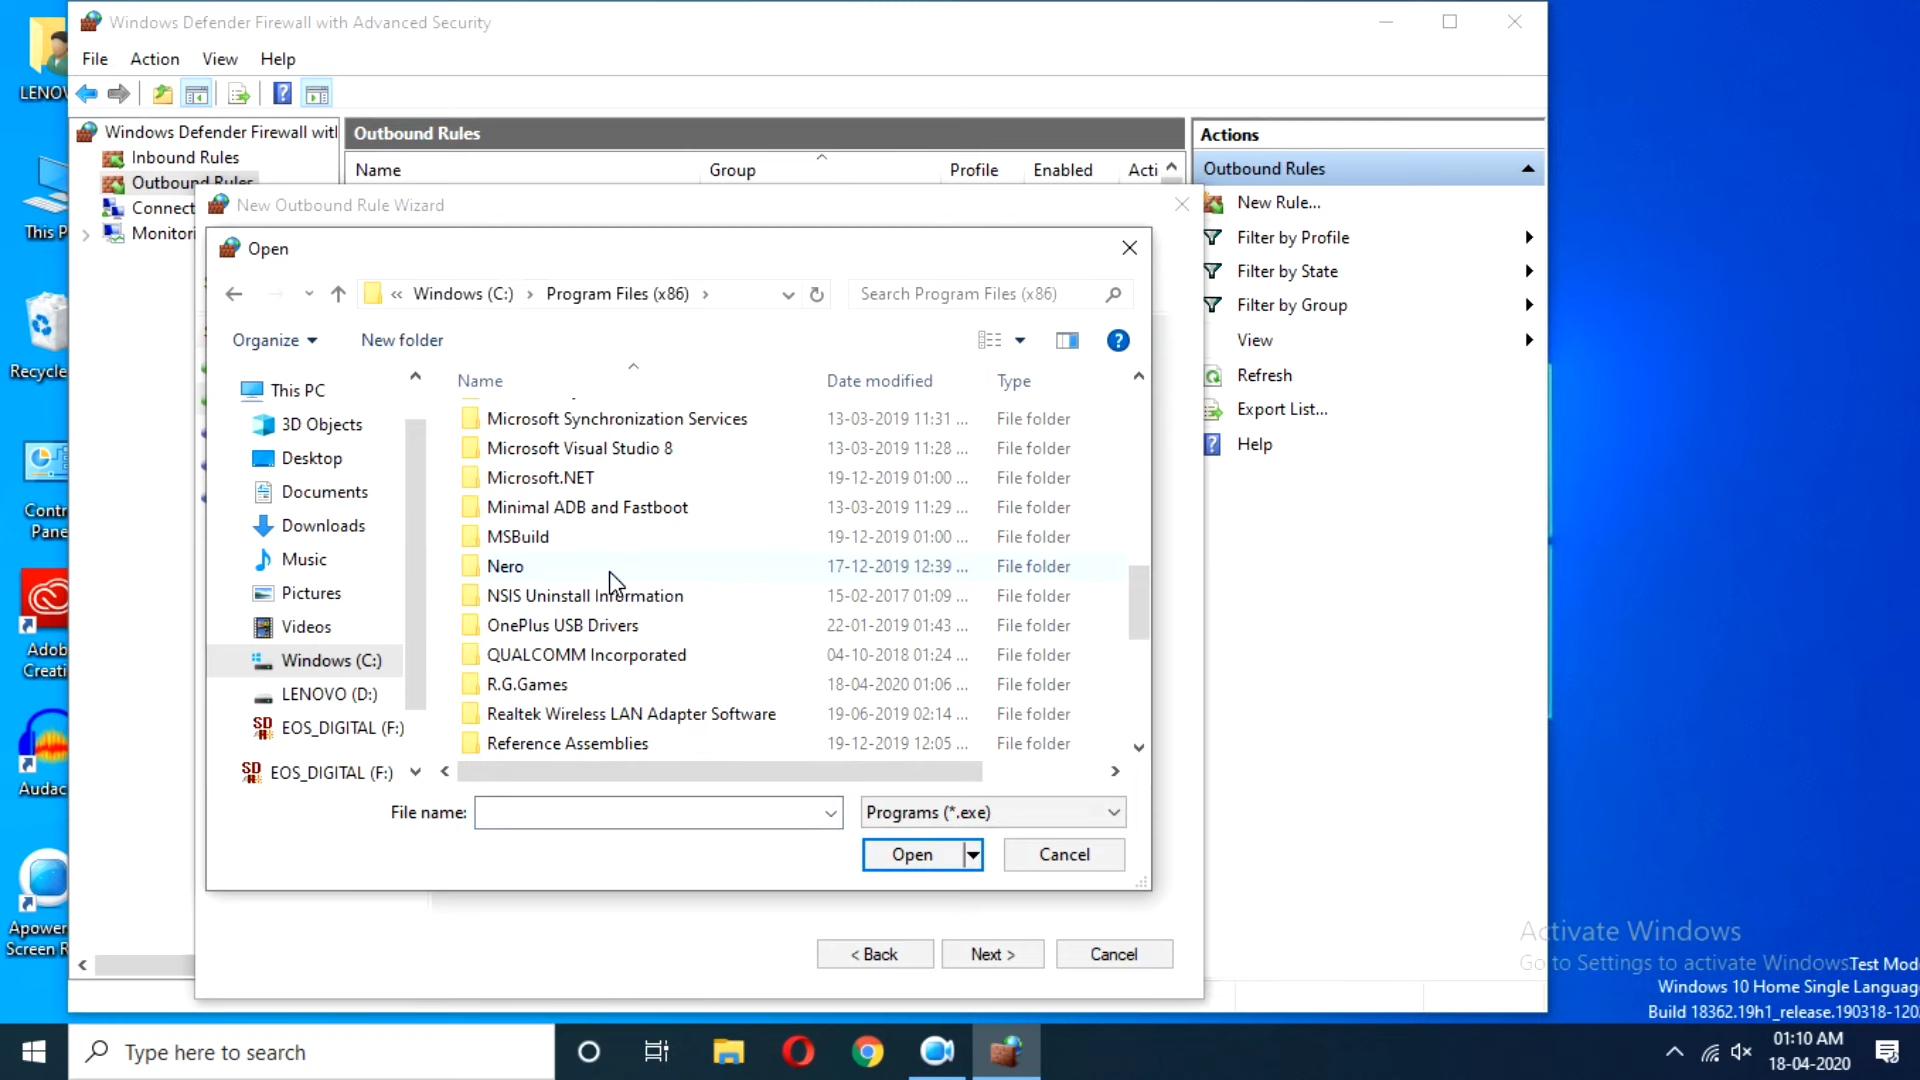 Windows Defender Firewall with Advanced Security
File Action View Help
Windows Defender Firewall witl
Inbound Rules
Outbound Rules
Connect
Monitori
Outbound Rules
Name Group Profile Enabled Acti
Actions
Outbound Rules
New Rule...
Filter by Profile
Filter by State
Filter by Group
View
Refresh
Export List...
Help
New Outbound Rule Wizard
Open
« Windows (C:) › Program Files (x86) ›
Search Program Files (x86)
Organize
New folder
This PC
3D Objects
Desktop
Documents
Downloads
Music
Pictures
Videos
Windows (C:)
LENOVO (D:)
EOS_DIGITAL (F:)
EOS_DIGITAL (F:)
Name Date modified Type
Microsoft Synchronization Services 13-03-2019 11:31 ... File folder
Microsoft Visual Studio 8 13-03-2019 11:28 ... File folder
Microsoft.NET 19-12-2019 01:00 ... File folder
Minimal ADB and Fastboot 13-03-2019 11:29 ... File folder
MSBuild 19-12-2019 01:00 ... File folder
Nero 17-12-2019 12:39 ... File folder
NSIS Uninstall Information 15-02-2017 01:09 ... File folder
OnePlus USB Drivers 22-01-2019 01:43 ... File folder
QUALCOMM Incorporated 04-10-2018 01:24 ... File folder
R.G.Games 18-04-2020 01:06 ... File folder
Realtek Wireless LAN Adapter Software 19-06-2019 02:14 ... File folder
Reference Assemblies 19-12-2019 12:05 ... File folder
File name:
Programs (*.exe)
Open
Cancel
< Back
Next >
Cancel
LENOV
This P
Recycle
Contr
Pane
Adob
Creati
Audac
Apower
Screen R
Activate Windows
Go to Settings to activate Windows.
Test Mod
Windows 10 Home Single Languag
Build 18362.19h1_release.190318-120
Type here to search
01:10 AM
18-04-2020